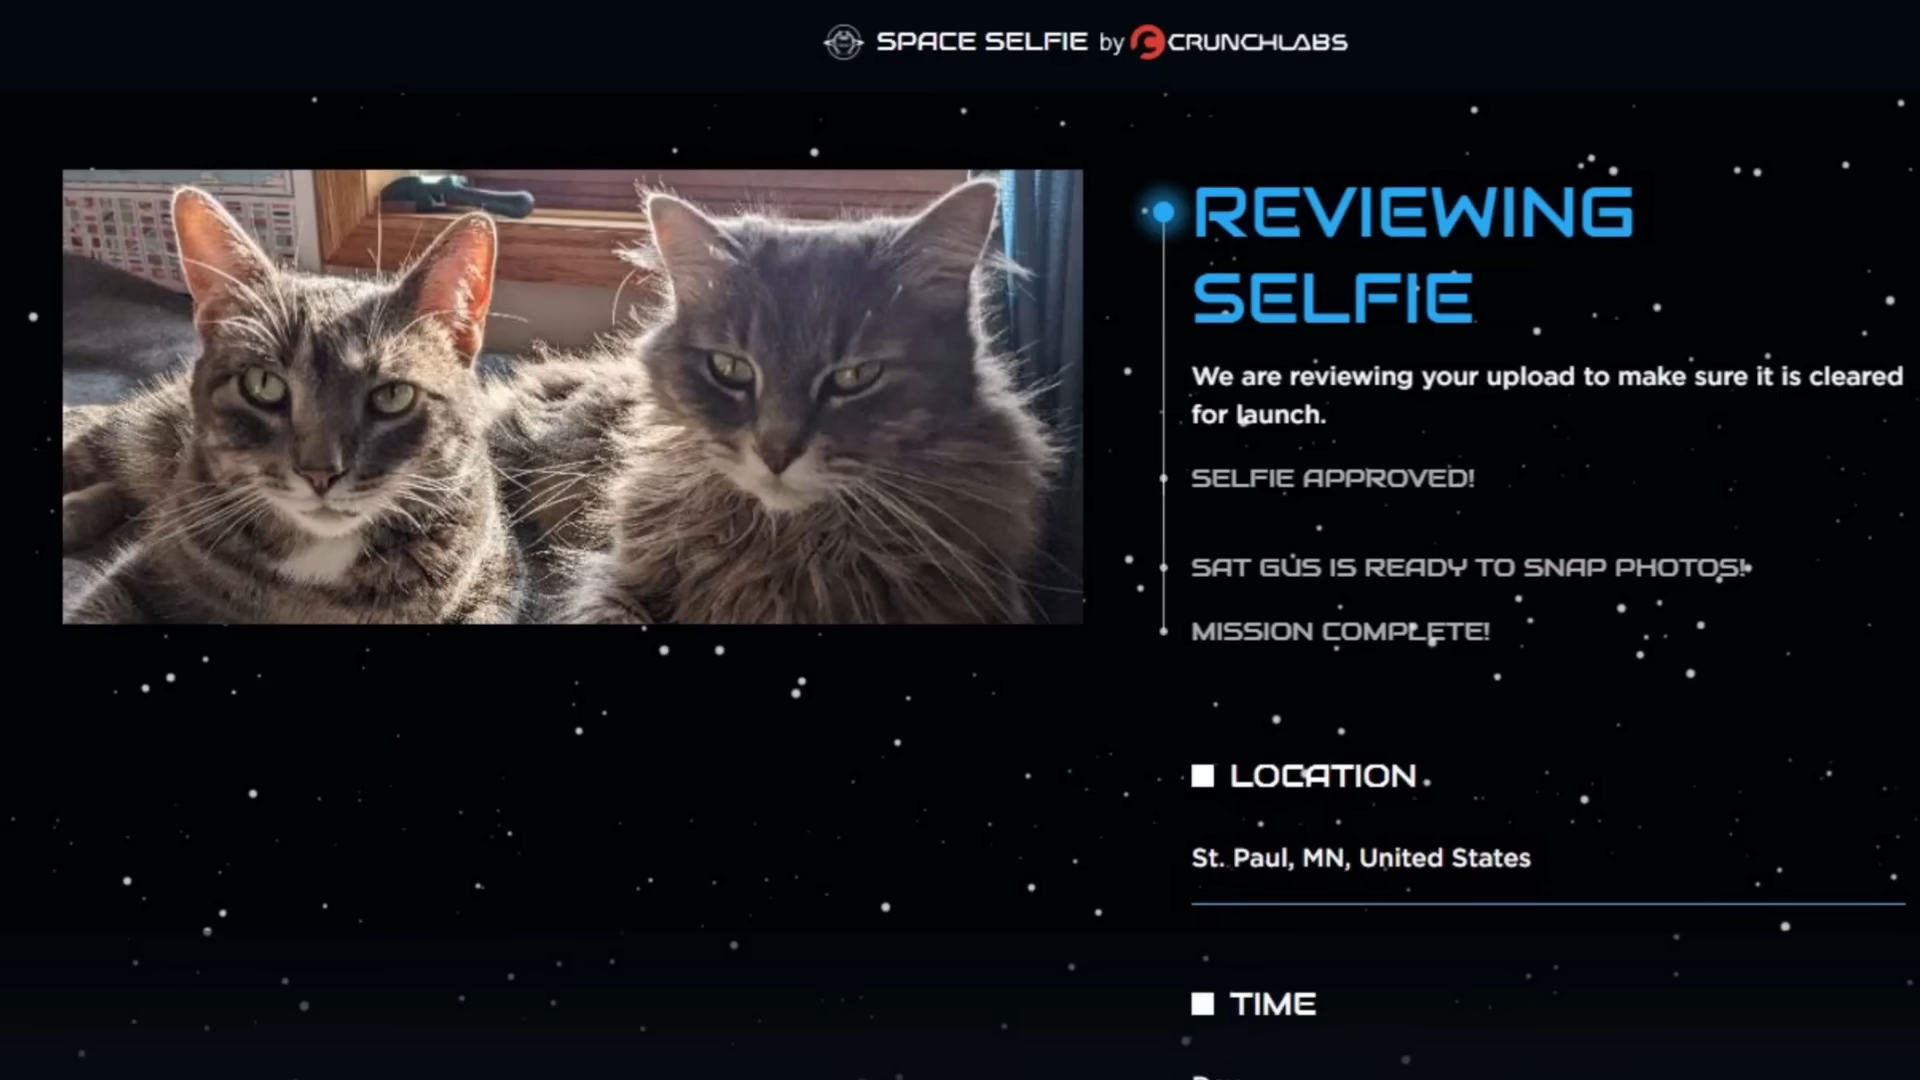 SPACE SELFIE by CRUNCHLABS
REVIEWING
SELFIE
We are reviewing your upload to make sure it is cleared
for launch.
SELFIE APPROVED!
SAT GUS IS READY TO SNAP PHOTOS!
MISSION COMPLETE!
LOCATION
St. Paul, MN, United States
TIME